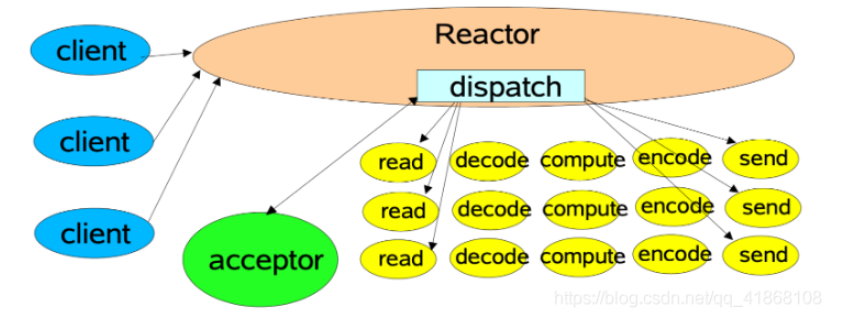 Reactor
client
dispatch
client
read decode compute encode send
read decode compute encode send
client
acceptor
read decode compute encode send
https://blog.csdn.net/qq_41868108